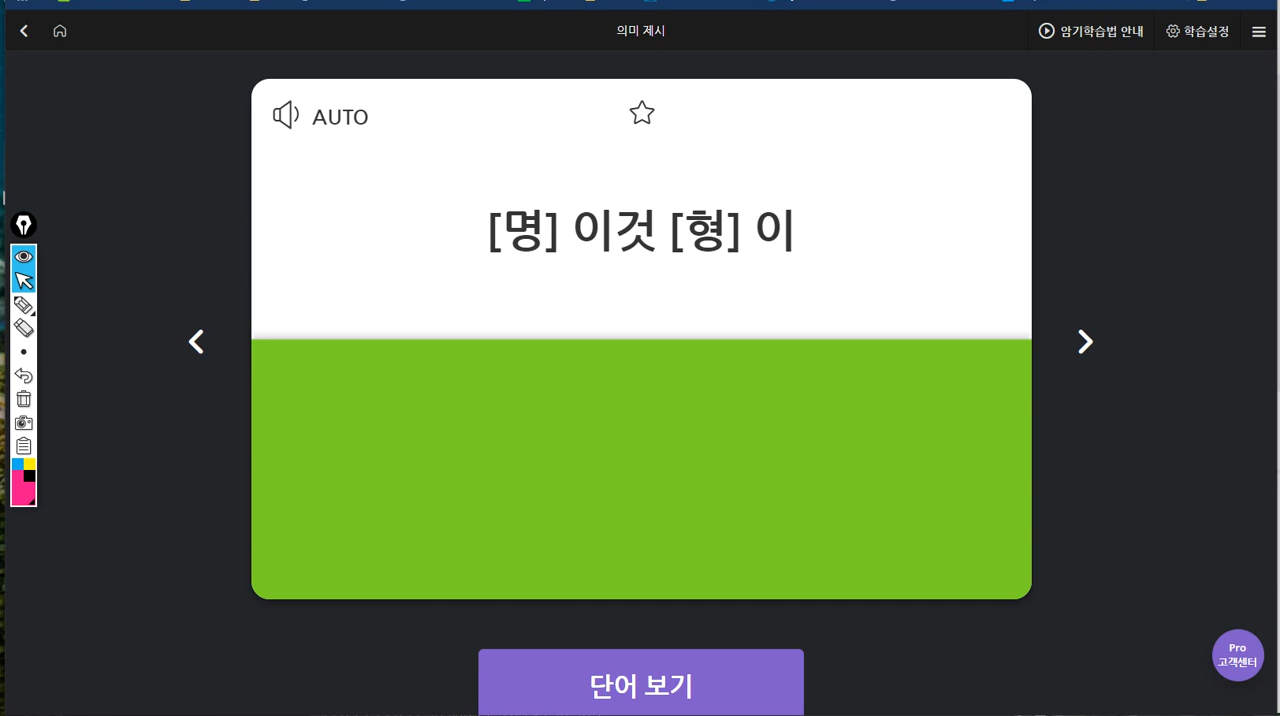 의미 제시
암기학습법 안내
학습설정
AUTO
[명] 이것 [형] 이
단어 보기
Pro
고객센터